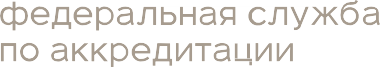 федеральная служба
по аккредитации